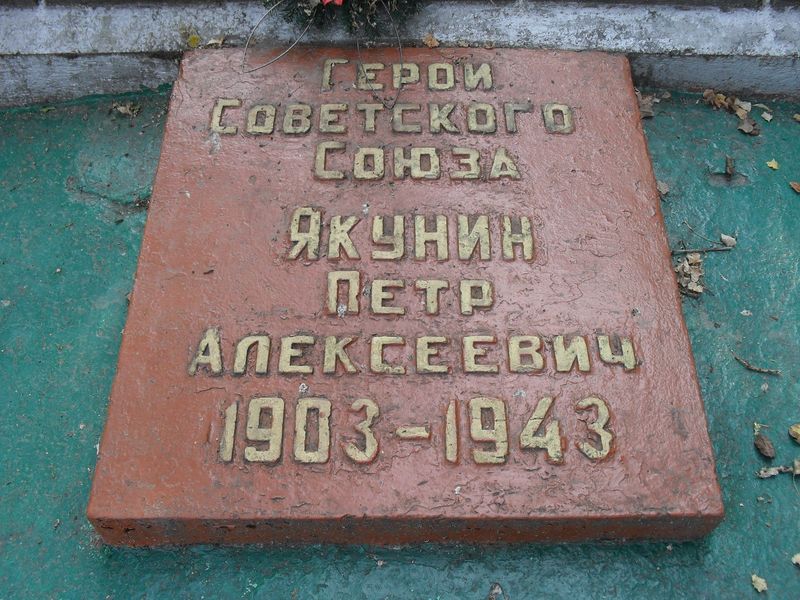 Герой
Советского
Союза
Якунин
Петр
Алексеевич
1903-1943